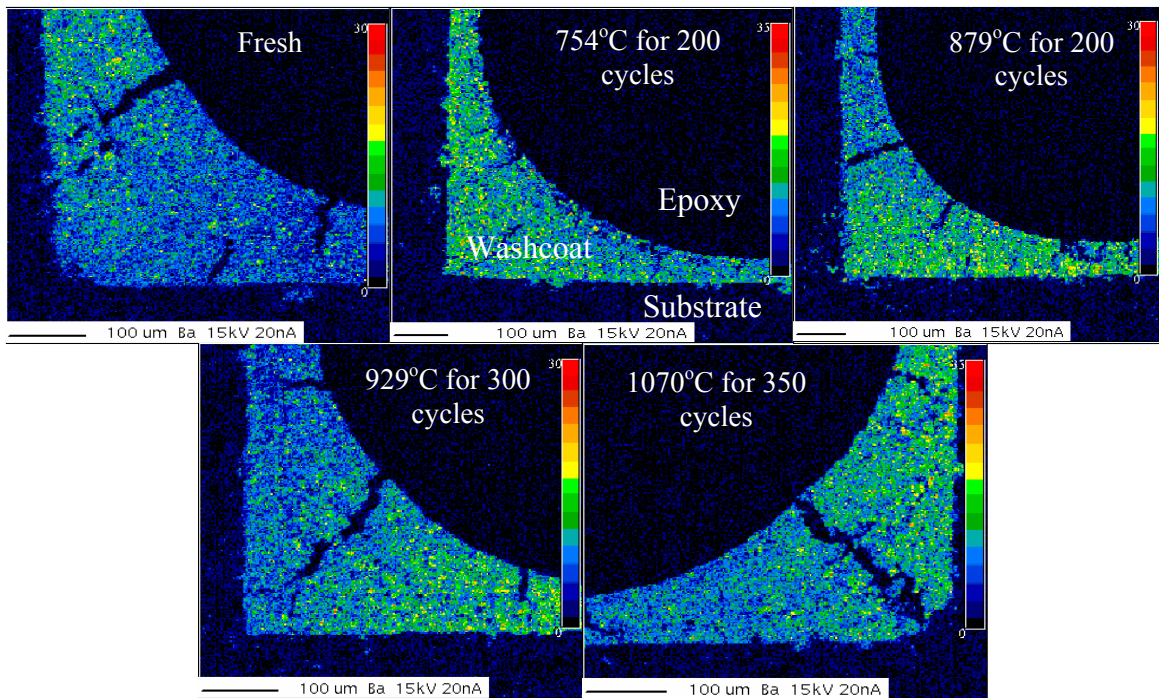 30
Fresh
0
100 um Ba 15kV 20nA
35
754°C for 200
cycles
Epoxy
Washcoat
0
Substrate
100 um Ba 15kV 20nA
30
879°C for 200
cycles
0
100 um Ba 15kV 20nA
30
929°C for 300
cycles
0
100 um Ba 15kV 20nA
35
1070°C for 350
cycles
0
100 um Ba 15kV 20nA